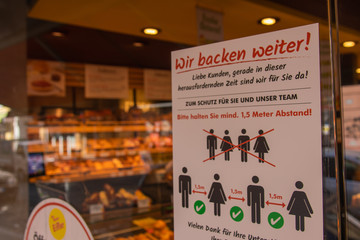 Wir backen weiter!
Liebe Kunden, gerade in dieser
herausfordernden Zeit sind wir für Sie da!
ZUM SCHUTZ FÜR SIE UND UNSER TEAM
Bitte halten Sie mind. 1,5 Meter Abstand!
1,5m 1,5m 1,5m
Vielen Dank für Ihre Unter